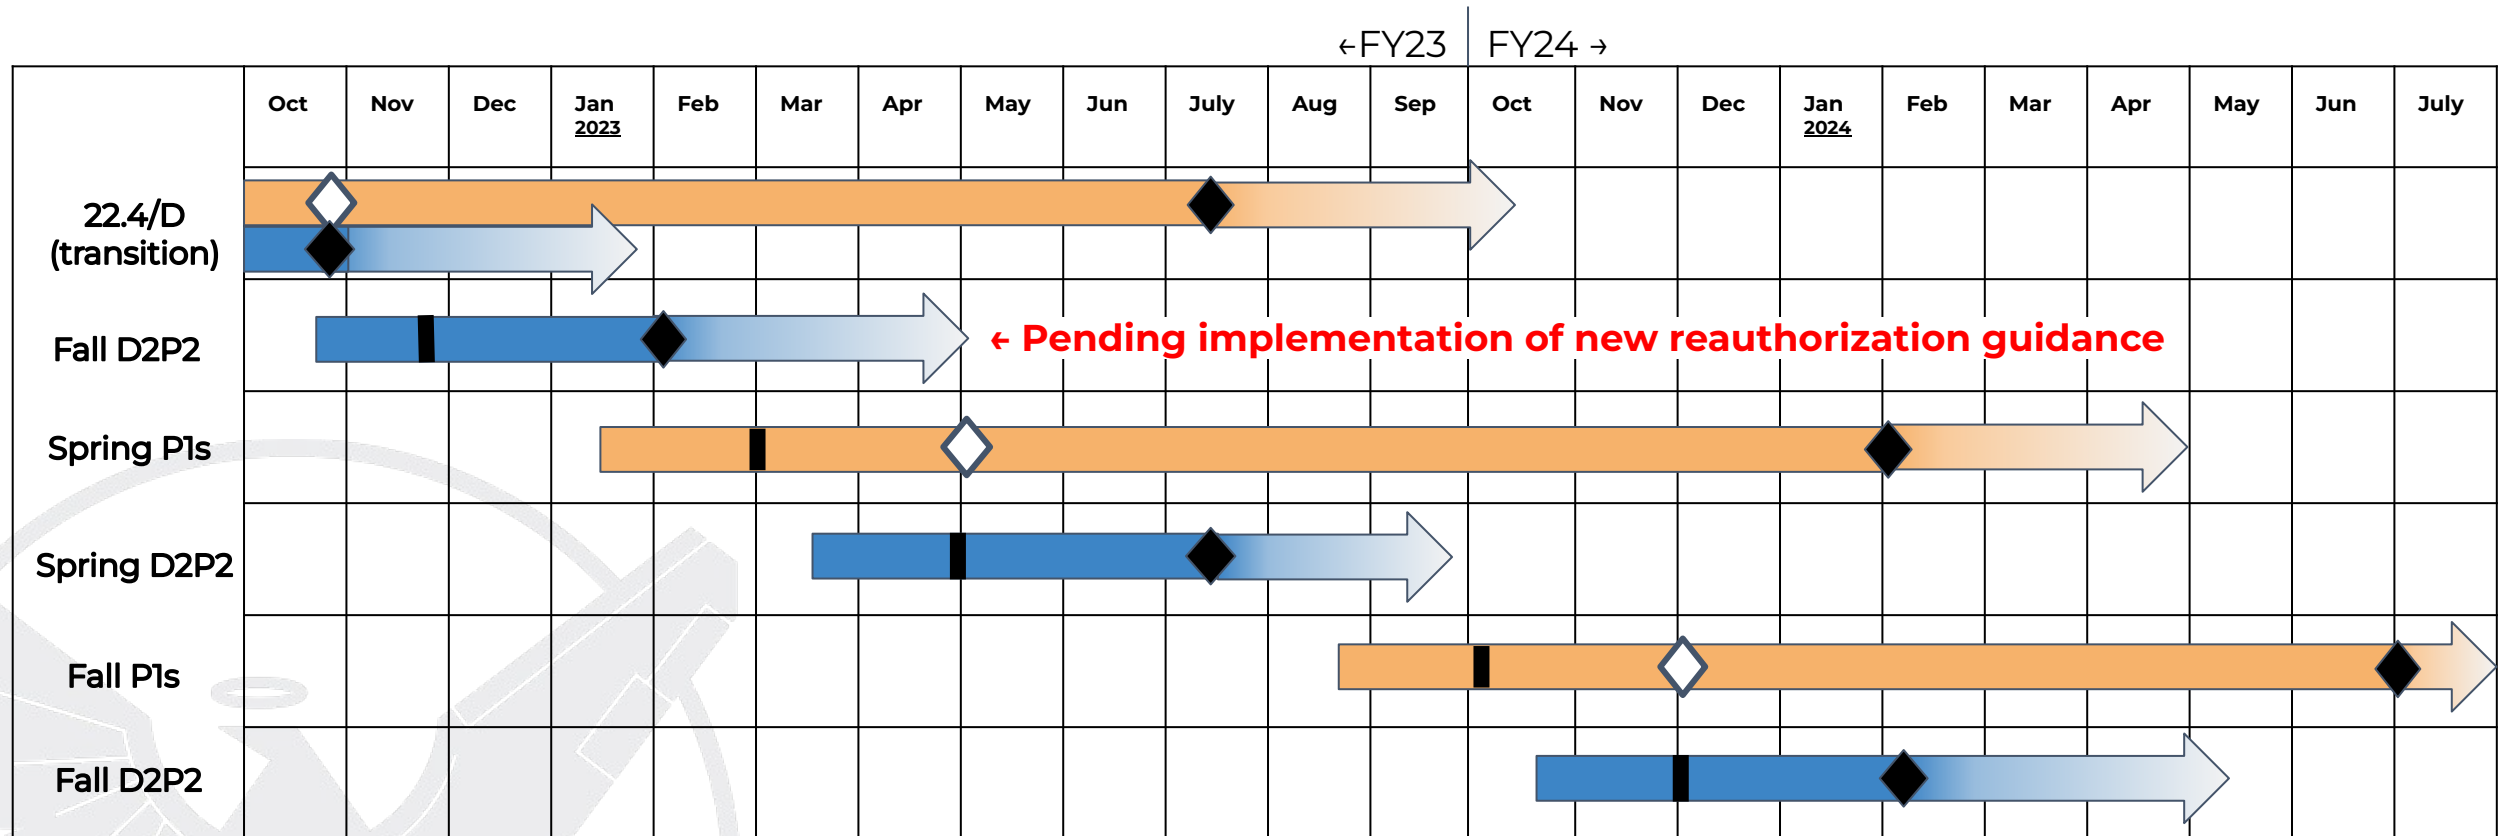 ←FY23 FY24 →
Oct Nov Dec Jan Feb Mar Apr May Jun July Aug Sep Oct Nov Dec Jan Feb Mar Apr May Jun July
2023 2024
22.4/D
(transition)
Fall D2P2
← Pending implementation of new reauthorization guidance
Spring P1s
Spring D2P2
Fall P1s
Fall D2P2